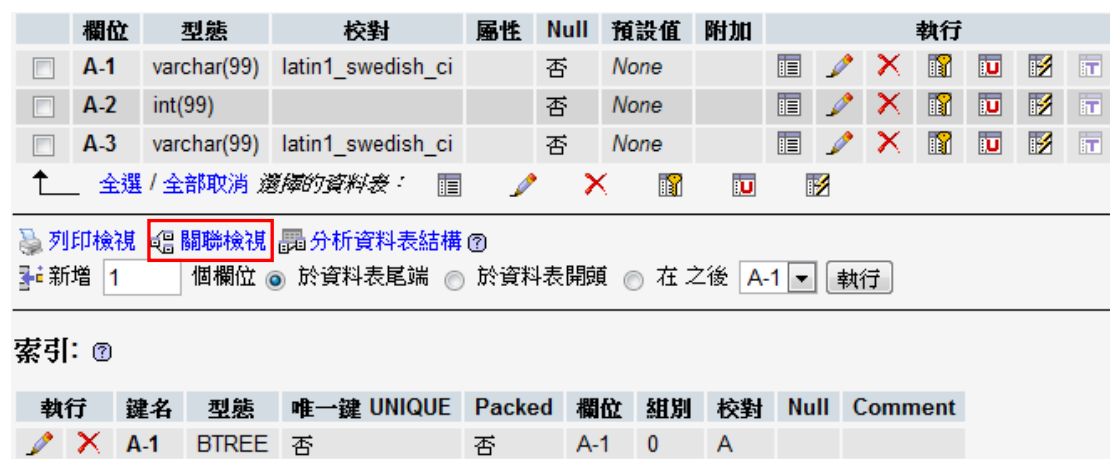 欄位 型態 校對 屬性 Null 預設值 附加 執行
A-1 varchar(99) latin1_swedish_ci 否 None
A-2 int(99) 否 None
A-3 varchar(99) latin1_swedish_ci 否 None
全選 / 全部取消 選擇的資料表：
列印檢視 關聯檢視 分析資料表結構
新增 1 個欄位 於資料表尾端 於資料表開頭 在 之後 A-1 執行
索引:
執行 鍵名 型態 唯一鍵 UNIQUE Packed 欄位 組別 校對 Null Comment
A-1 BTREE 否 否 A-1 0 A